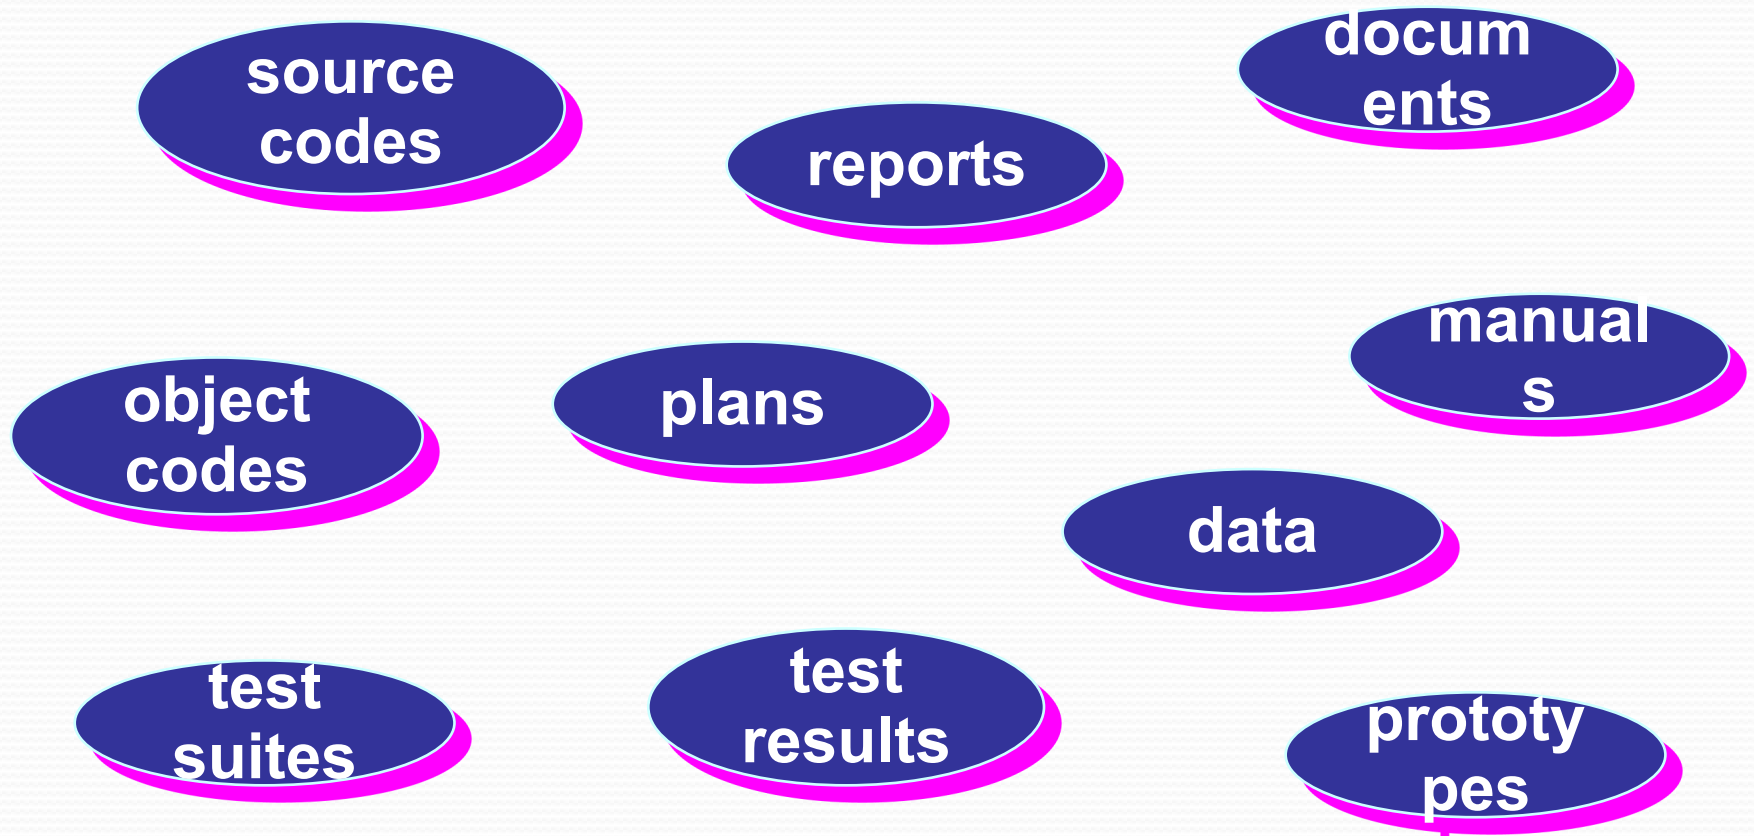 source
codes
reports
docum
ents
object
codes
plans
manual
s
data
test
suites
test
results
prototy
pes